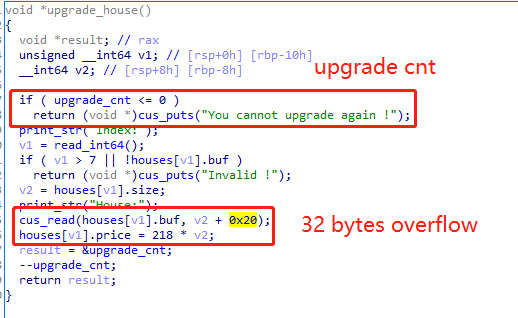 void *upgrade_house()
{
void *result; // rax
unsigned __int64 v1; // [rsp+0h] [rbp-10h]
__int64 v2; // [rsp+8h] [rbp-8h]
upgrade cnt
if ( upgrade_cnt <= 0 )
return (void *)cus_puts("You cannot upgrade again !");
print_str("Index:");
v1 = read_int64();
if ( v1 > 7 || !houses[v1].buf )
return (void *)cus_puts("Invalid !");
v2 = houses[v1].size;
print_str("House:");
cus_read(houses[v1].buf, v2 + 0x20);
32 bytes overflow
houses[v1].price = 218 * v2;
result = &upgrade_cnt;
--upgrade_cnt;
return result;
}